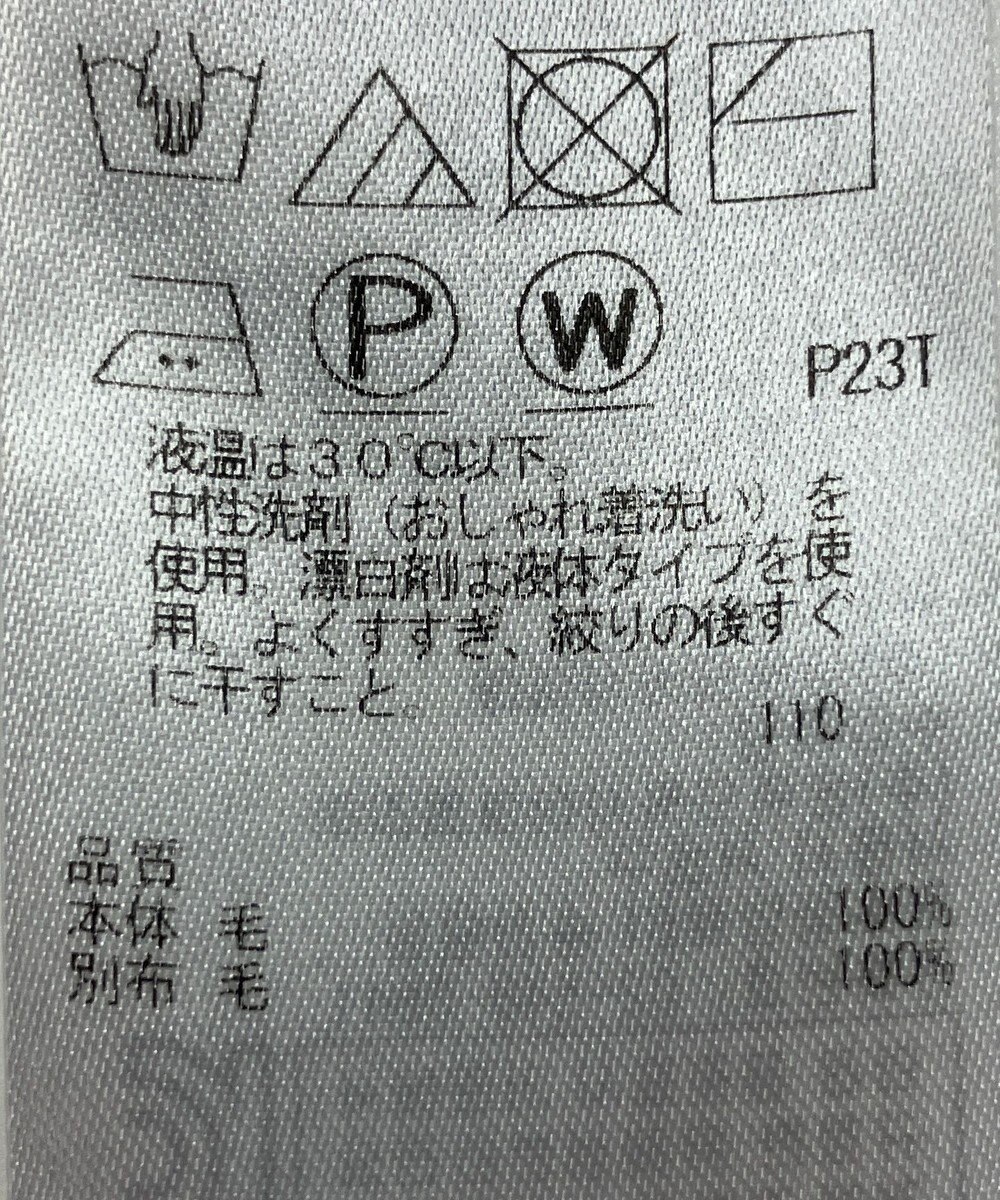 P W P23T
液温は30℃以下。
中性洗剤（おしゃれ着洗い）を
使用。漂白剤は液体タイプを使
用。よくすすぎ、絞りの後すぐ
に干すこと。
110
品質
本体 毛 100%
別布 毛 100%